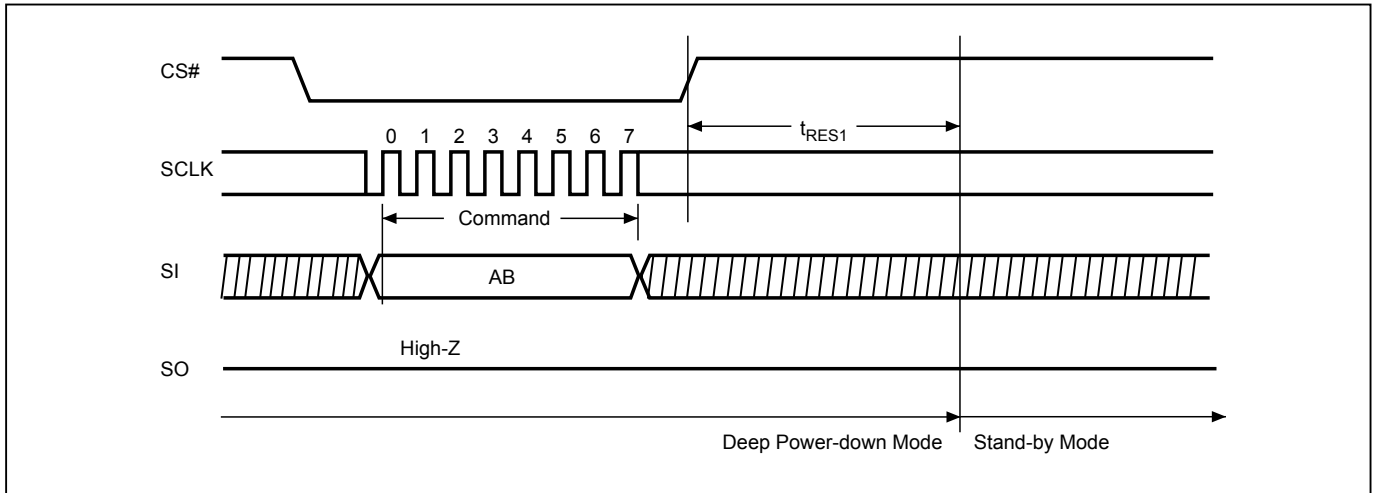 CS#
tRES1
0 1 2 3 4 5 6 7
SCLK
Command
SI
AB
High-Z
SO
Deep Power-down Mode Stand-by Mode